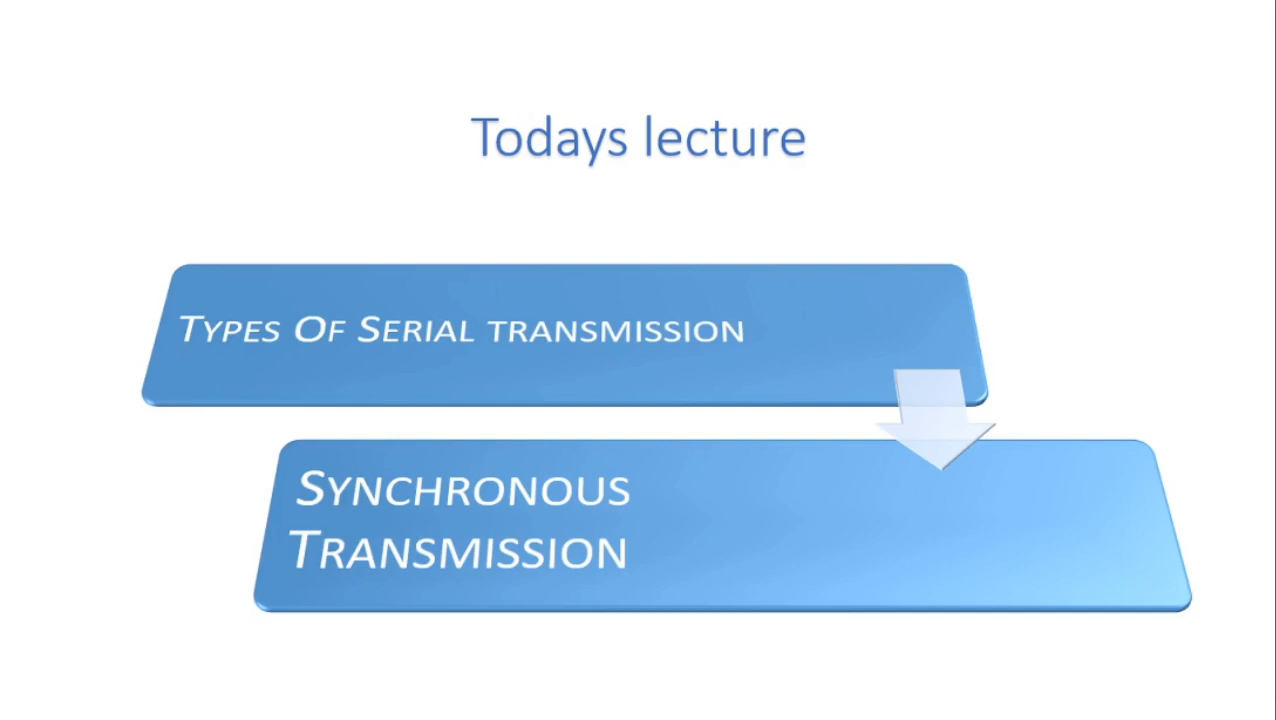 Todays lecture
Types Of Serial transmission
Synchronous
Transmission